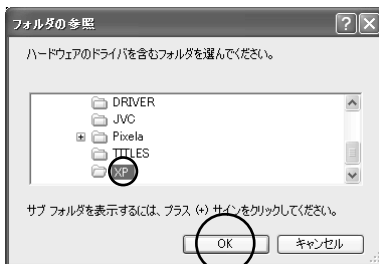 フォルダの参照
ハードウェアのドライバを含むフォルダを選んでください。
DRIVER
JVC
Pixela
TITLES
XP
サブ フォルダを表示するには、プラス (+) サインをクリックしてください。
OK
キャンセル